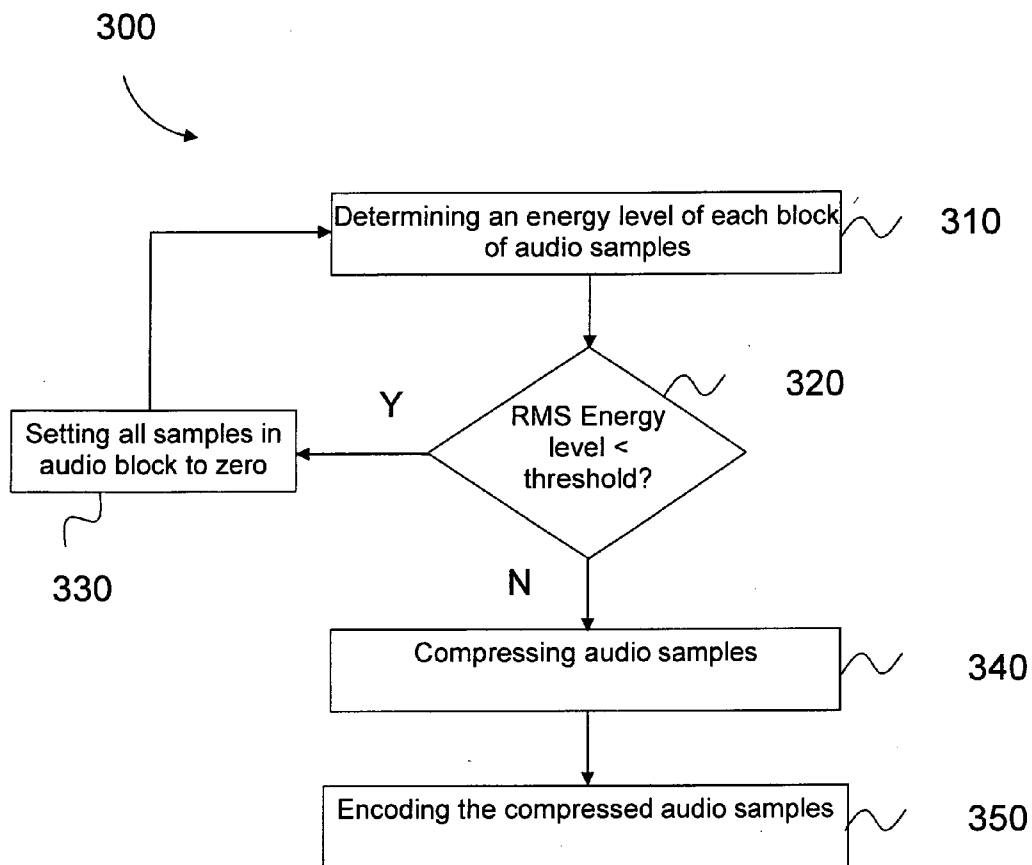 300
Determining an energy level of each block
of audio samples
310
320
Y
RMS Energy
level <
threshold?
Setting all samples in
audio block to zero
330
N
Compressing audio samples
340
Encoding the compressed audio samples
350